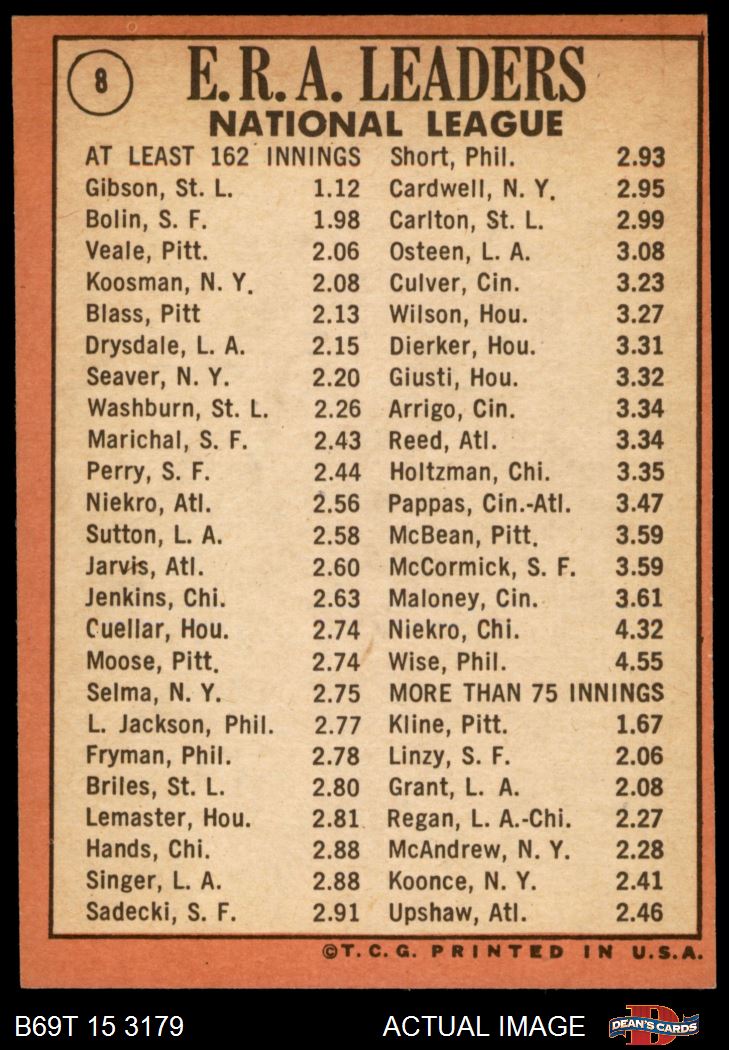 8
E. R. A. LEADERS
NATIONAL LEAGUE
AT LEAST 162 INNINGS
Gibson, St. L. 1.12
Bolin, S. F. 1.98
Veale, Pitt. 2.06
Koosman, N. Y. 2.08
Blass, Pitt 2.13
Drysdale, L. A. 2.15
Seaver, N. Y. 2.20
Washburn, St. L. 2.26
Marichal, S. F. 2.43
Perry, S. F. 2.44
Niekro, Atl. 2.56
Sutton, L. A. 2.58
Jarvis, Atl. 2.60
Jenkins, Chi. 2.63
Cuellar, Hou. 2.74
Moose, Pitt. 2.74
Selma, N. Y. 2.75
L. Jackson, Phil. 2.77
Fryman, Phil. 2.78
Briles, St. L. 2.80
Lemaster, Hou. 2.81
Hands, Chi. 2.88
Singer, L. A. 2.88
Sadecki, S. F. 2.91
Short, Phil. 2.93
Cardwell, N. Y. 2.95
Carlton, St. L. 2.99
Osteen, L. A. 3.08
Culver, Cin. 3.23
Wilson, Hou. 3.27
Dierker, Hou. 3.31
Giusti, Hou. 3.32
Arrigo, Cin. 3.34
Reed, Atl. 3.34
Holtzman, Chi. 3.35
Pappas, Cin.-Atl. 3.47
McBean, Pitt. 3.59
McCormick, S. F. 3.59
Maloney, Cin. 3.61
Niekro, Chi. 4.32
Wise, Phil. 4.55
MORE THAN 75 INNINGS
Kline, Pitt. 1.67
Linzy, S. F. 2.06
Grant, L. A. 2.08
Regan, L. A.-Chi. 2.27
McAndrew, N. Y. 2.28
Koonce, N. Y. 2.41
Upshaw, Atl. 2.46
©T. C. G. PRINTED IN U.S.A.
B69T 15 3179
ACTUAL IMAGE
D
DEAN'S CARDS